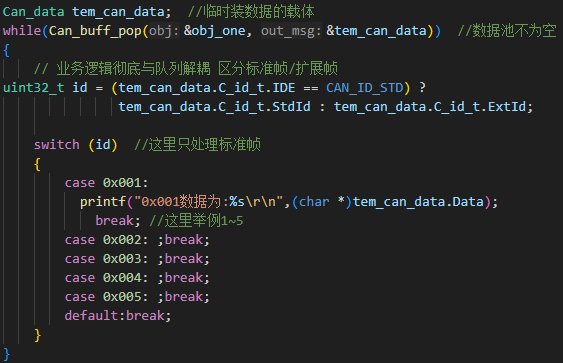 Can_data tem_can_data;  //临时装数据的载体
while(Can_buff_pop(obj: &obj_one, out_msg: &tem_can_data))  //数据池不为空
{
    // 业务逻辑彻底与队列解耦 区分标准帧/扩展帧
uint32_t id = (tem_can_data.C_id_t.IDE == CAN_ID_STD) ?
               tem_can_data.C_id_t.StdId : tem_can_data.C_id_t.ExtId;
    switch (id)  //这里只处理标准帧
    {
        case 0x001:
          printf("0x001数据为:%s\r\n",(char *)tem_can_data.Data);
            break; //这里举例1~5
        case 0x002: ;break;
        case 0x003: ;break;
        case 0x004: ;break;
        case 0x005: ;break;
        default:break;
    }
}